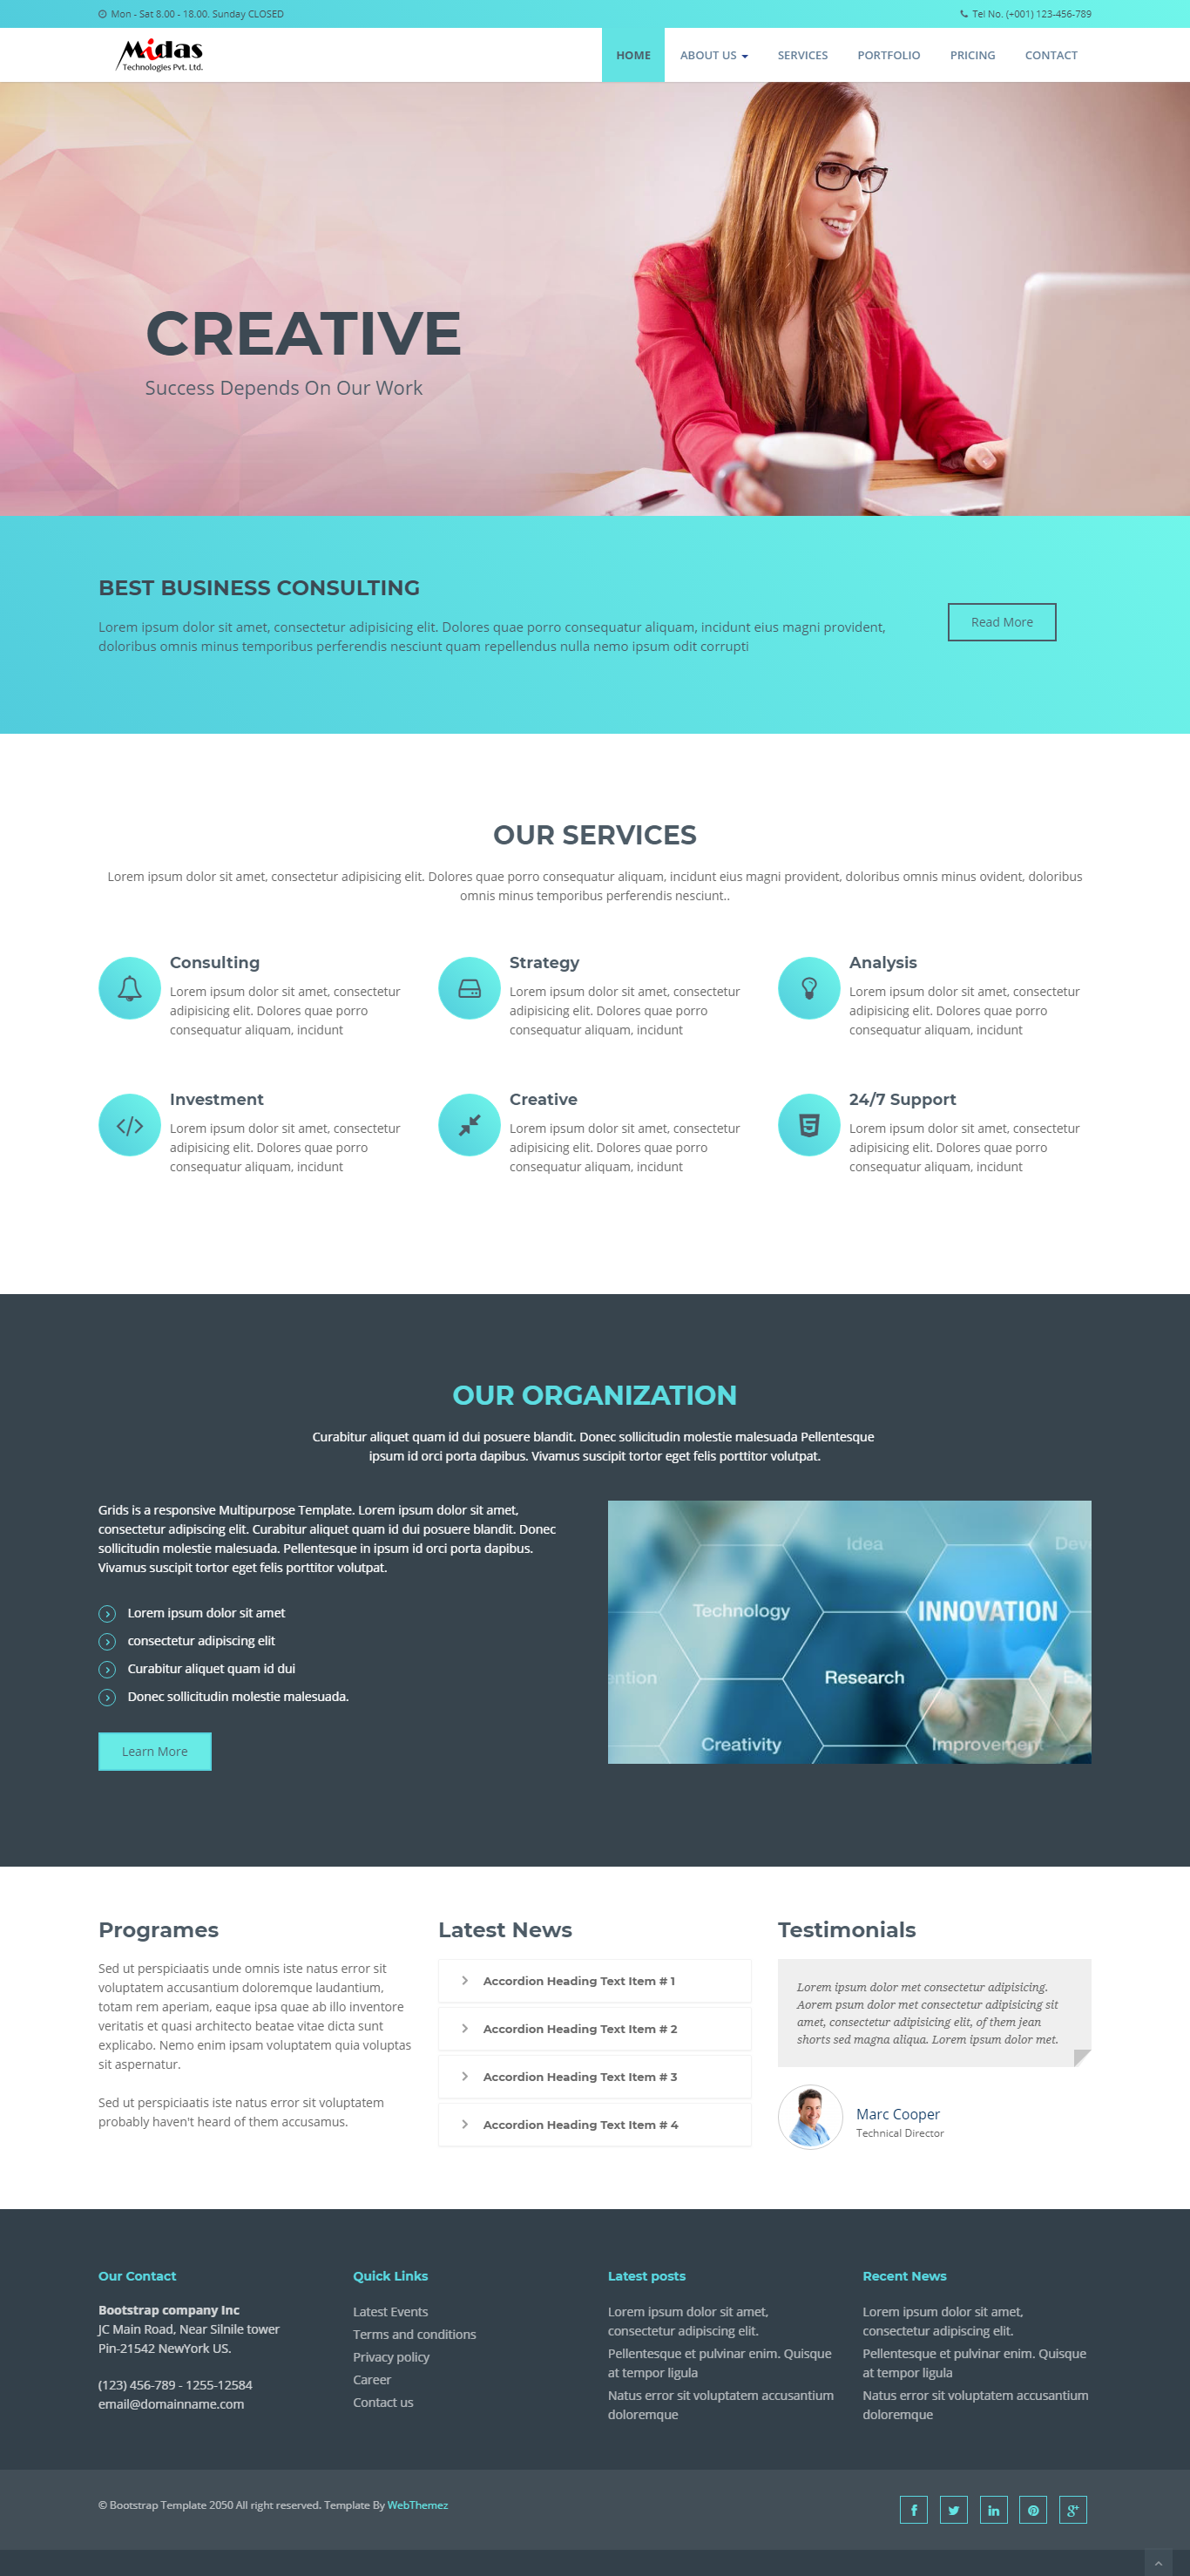 Mon - Sat 8.00 - 18.00. Sunday CLOSED
Tel No. (+001) 123-456-789
Midas
Technologies Pvt. Ltd.
HOME
ABOUT US
SERVICES
PORTFOLIO
PRICING
CONTACT
CREATIVE
Success Depends On Our Work
BEST BUSINESS CONSULTING
Lorem ipsum dolor sit amet, consectetur adipisicing elit. Dolores quae porro consequatur aliquam, incidunt eius magni provident,
doloribus omnis minus temporibus perferendis nesciunt quam repellendus nulla nemo ipsum odit corrupti
Read More
OUR SERVICES
Lorem ipsum dolor sit amet, consectetur adipisicing elit. Dolores quae porro consequatur aliquam, incidunt eius magni provident, doloribus omnis minus ovident, doloribus
omnis minus temporibus perferendis nesciunt..
Consulting
Lorem ipsum dolor sit amet, consectetur
adipisicing elit. Dolores quae porro
consequatur aliquam, incidunt
Strategy
Lorem ipsum dolor sit amet, consectetur
adipisicing elit. Dolores quae porro
consequatur aliquam, incidunt
Analysis
Lorem ipsum dolor sit amet, consectetur
adipisicing elit. Dolores quae porro
consequatur aliquam, incidunt
Investment
Lorem ipsum dolor sit amet, consectetur
adipisicing elit. Dolores quae porro
consequatur aliquam, incidunt
Creative
Lorem ipsum dolor sit amet, consectetur
adipisicing elit. Dolores quae porro
consequatur aliquam, incidunt
24/7 Support
Lorem ipsum dolor sit amet, consectetur
adipisicing elit. Dolores quae porro
consequatur aliquam, incidunt
OUR ORGANIZATION
Curabitur aliquet quam id dui posuere blandit. Donec sollicitudin molestie malesuada Pellentesque
ipsum id orci porta dapibus. Vivamus suscipit tortor eget felis porttitor volutpat.
Grids is a responsive Multipurpose Template. Lorem ipsum dolor sit amet,
consectetur adipiscing elit. Curabitur aliquet quam id dui posuere blandit. Donec
sollicitudin molestie malesuada. Pellentesque in ipsum id orci porta dapibus.
Vivamus suscipit tortor eget felis porttitor volutpat.
Lorem ipsum dolor sit amet
consectetur adipiscing elit
Curabitur aliquet quam id dui
Donec sollicitudin molestie malesuada.
Learn More
Idea
Deve
Technology
INNOVATION
ention
Research
Exp
Creativity
Improvement
Programes
Sed ut perspiciaatis unde omnis iste natus error sit
voluptatem accusantium doloremque laudantium,
totam rem aperiam, eaque ipsa quae ab illo inventore
veritatis et quasi architecto beatae vitae dicta sunt
explicabo. Nemo enim ipsam voluptatem quia voluptas
sit aspernatur.
Sed ut perspiciaatis iste natus error sit voluptatem
probably haven't heard of them accusamus.
Latest News
Accordion Heading Text Item # 1
Accordion Heading Text Item # 2
Accordion Heading Text Item # 3
Accordion Heading Text Item # 4
Testimonials
Lorem ipsum dolor met consectetur adipisicing.
Aorem psum dolor met consectetur adipisicing sit
amet, consectetur adipisicing elit, of them jean
shorts sed magna aliqua. Lorem ipsum dolor met.
Marc Cooper
Technical Director
Our Contact
Bootstrap company Inc
JC Main Road, Near Silnile tower
Pin-21542 NewYork US.
(123) 456-789 - 1255-12584
email@domainname.com
Quick Links
Latest Events
Terms and conditions
Privacy policy
Career
Contact us
Latest posts
Lorem ipsum dolor sit amet,
consectetur adipiscing elit.
Pellentesque et pulvinar enim. Quisque
at tempor ligula
Natus error sit voluptatem accusantium
doloremque
Recent News
Lorem ipsum dolor sit amet,
consectetur adipiscing elit.
Pellentesque et pulvinar enim. Quisque
at tempor ligula
Natus error sit voluptatem accusantium
doloremque
© Bootstrap Template 2050 All right reserved. Template By WebThemez